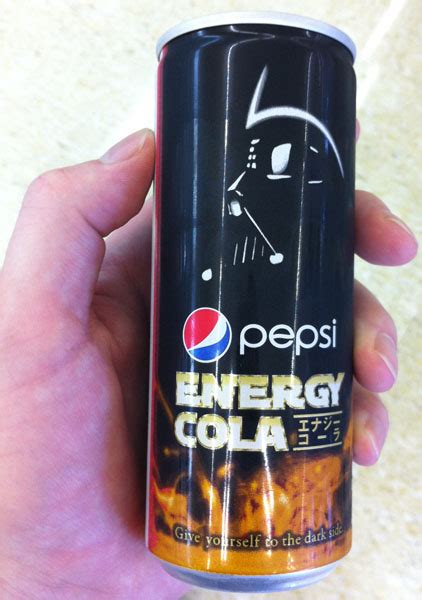 pepsi
ENERGY
COLA
エナジー
コーラ
Give yourself to the dark side.